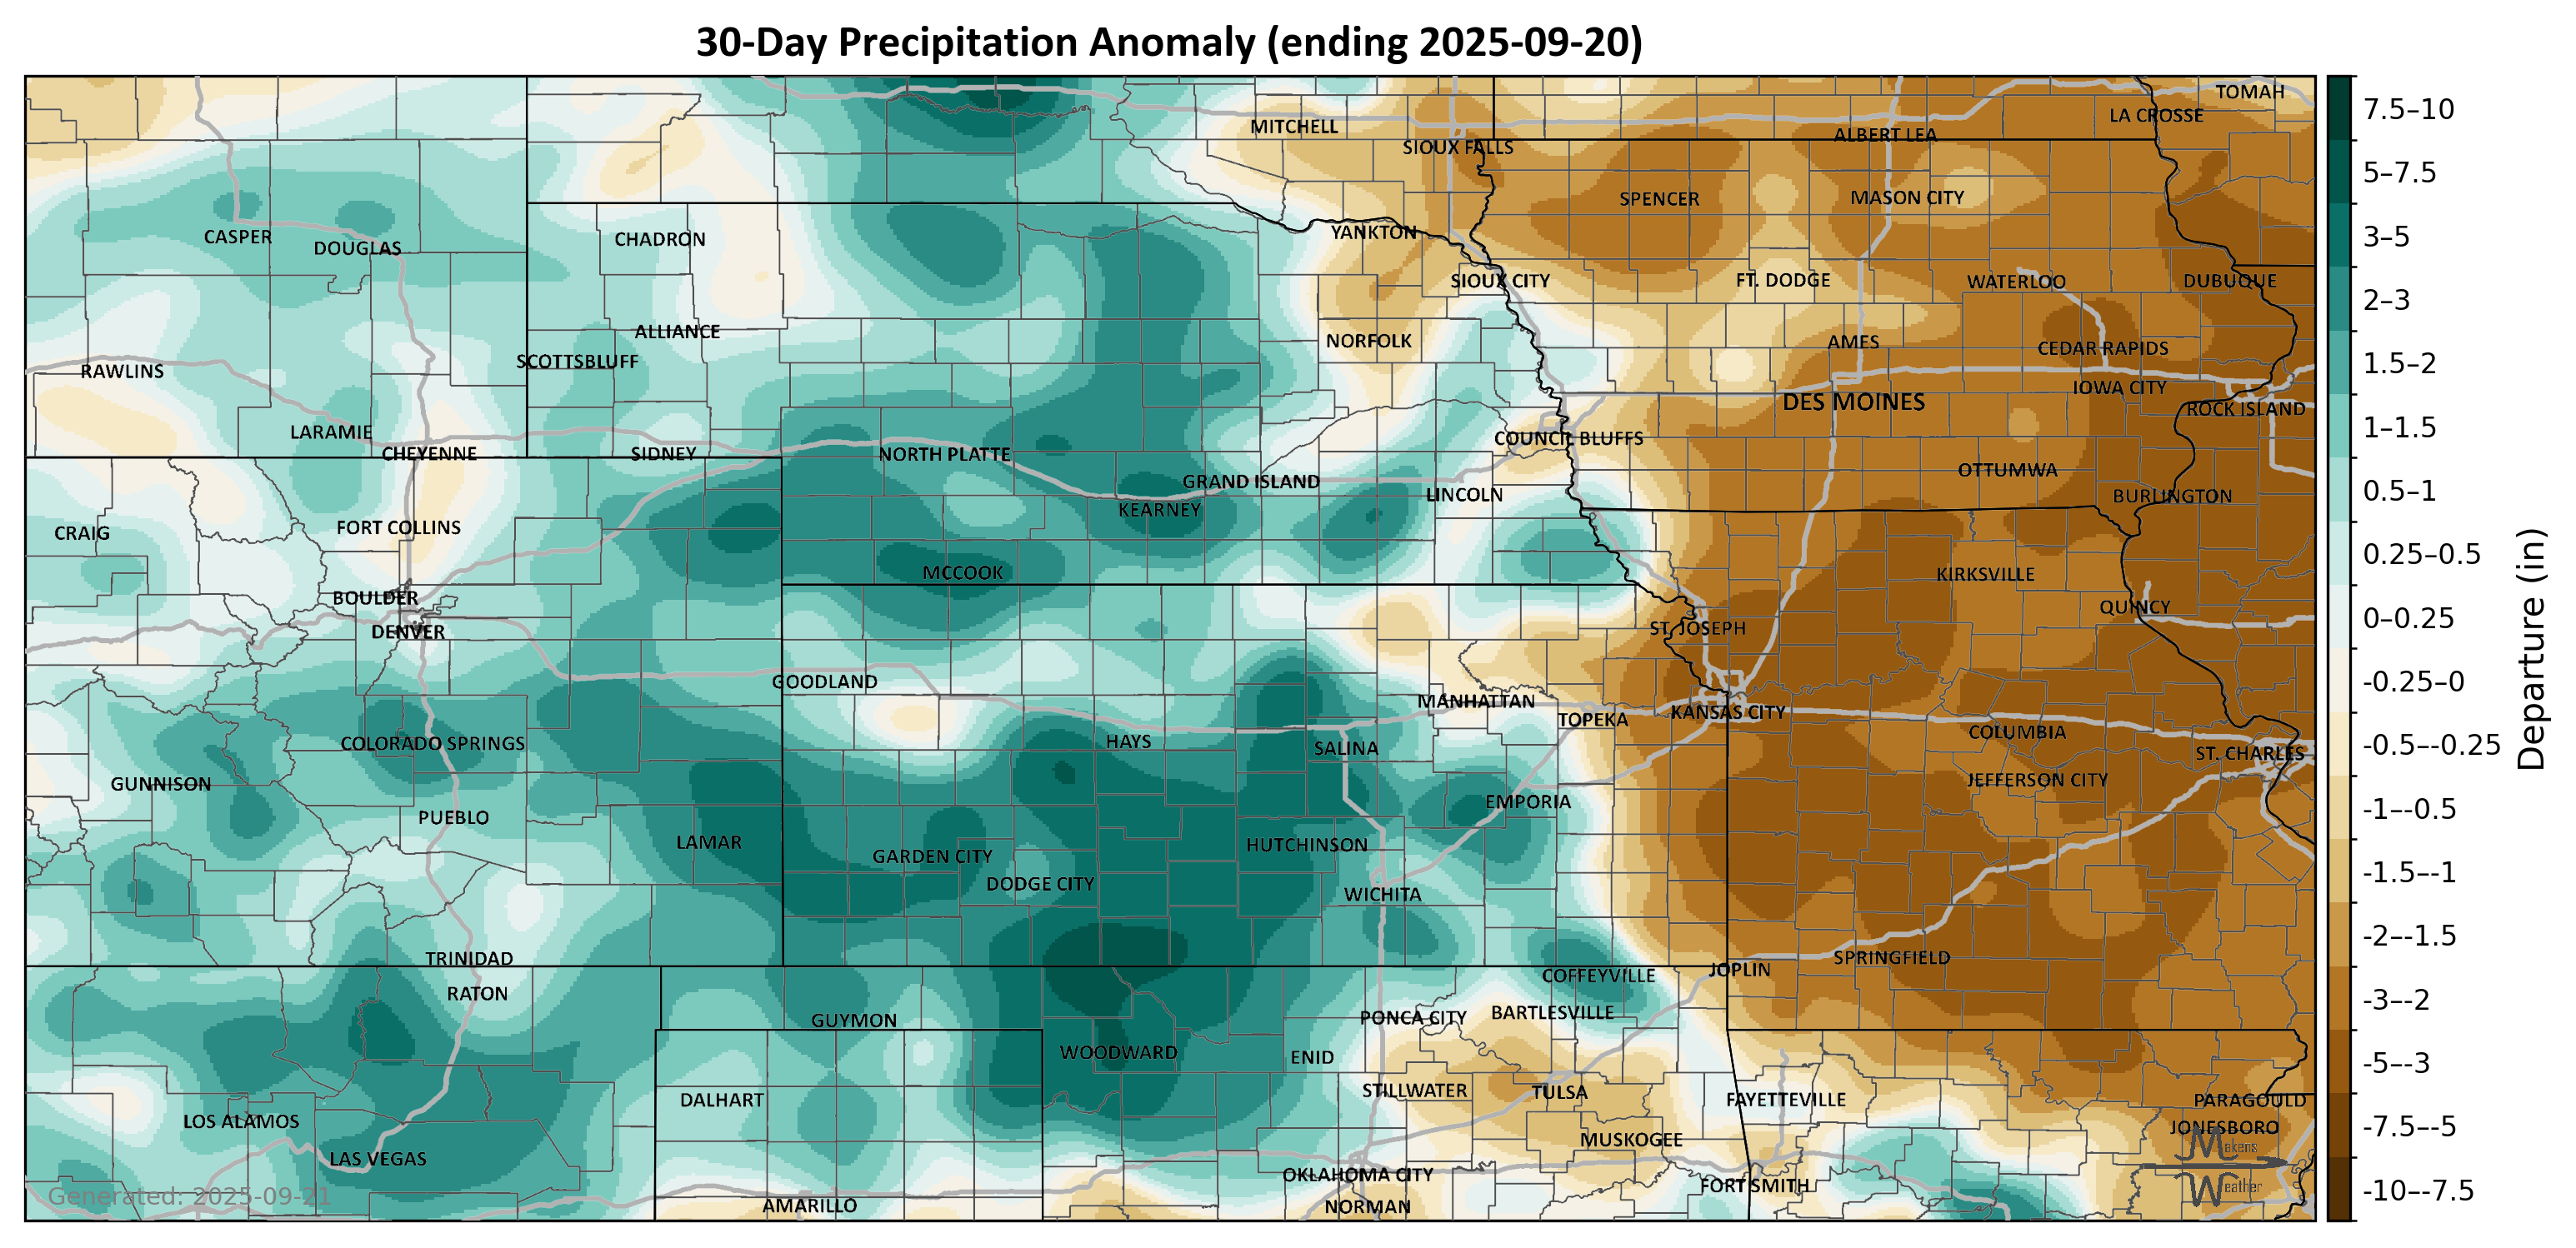 30-Day Precipitation Anomaly (ending 2025-09-20)
TOMAH
LA CROSSE
MITCHELL
ALBERT LEA
SIOUX FALLS
SPENCER
MASON CITY
CASPER
DOUGLAS
CHADRON
YANKTON
SIOUX CITY
FT. DODGE
WATERLOO
DUBUQUE
ALLIANCE
NORFOLK
AMES
CEDAR RAPIDS
SCOTTSBLUFF
RAWLINS
IOWA CITY
DES MOINES
ROCK ISLAND
LARAMIE
COUNCIL BLUFFS
CHEYENNE
SIDNEY
NORTH PLATTE
OTTUMWA
GRAND ISLAND
LINCOLN
BURLINGTON
KEARNEY
FORT COLLINS
CRAIG
MCCOOK
KIRKSVILLE
BOULDER
QUINCY
DENVER
ST. JOSEPH
GOODLAND
MANHATTAN
TOPEKA
KANSAS CITY
COLUMBIA
COLORADO SPRINGS
HAYS
SALINA
ST. CHARLES
GUNNISON
JEFFERSON CITY
EMPORIA
PUEBLO
LAMAR
HUTCHINSON
GARDEN CITY
DODGE CITY
WICHITA
TRINIDAD
SPRINGFIELD
COFFEYVILLE
JOPLIN
RATON
GUYMON
PONCA CITY
BARTLESVILLE
WOODWARD
ENID
STILLWATER
TULSA
DALHART
FAYETTEVILLE
PARAGOULD
LOS ALAMOS
JONESBORO
MUSKOGEE
LAS VEGAS
OKLAHOMA CITY
FORT SMITH
AMARILLO
NORMAN
Generated: 2025-09-21
Makens
Weather
7.5–10
5–7.5
3–5
2–3
1.5–2
1–1.5
0.5–1
0.25–0.5
0–0.25
-0.25–0
-0.5–-0.25
-1–-0.5
-1.5–-1
-2–-1.5
-3–-2
-5–-3
-7.5–-5
-10–-7.5
Departure (in)